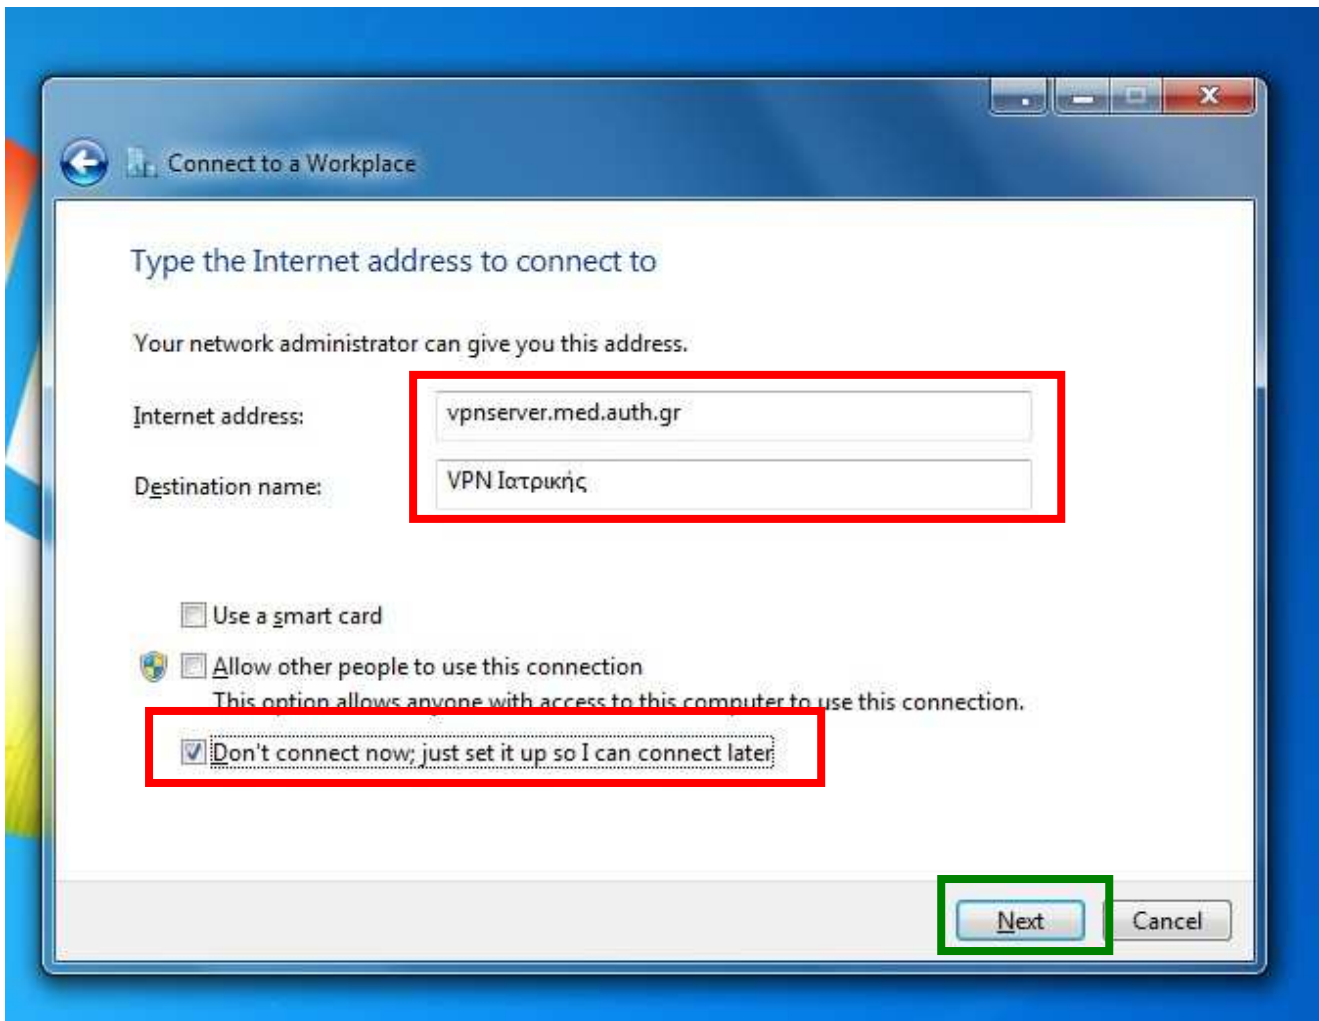 Connect to a Workplace
Type the Internet address to connect to
Your network administrator can give you this address.
Internet address: vpnserver.med.auth.gr
Destination name: VPN Ιατρικής
Use a smart card
Allow other people to use this connection
This option allows anyone with access to this computer to use this connection.
Don't connect now; just set it up so I can connect later
Next Cancel